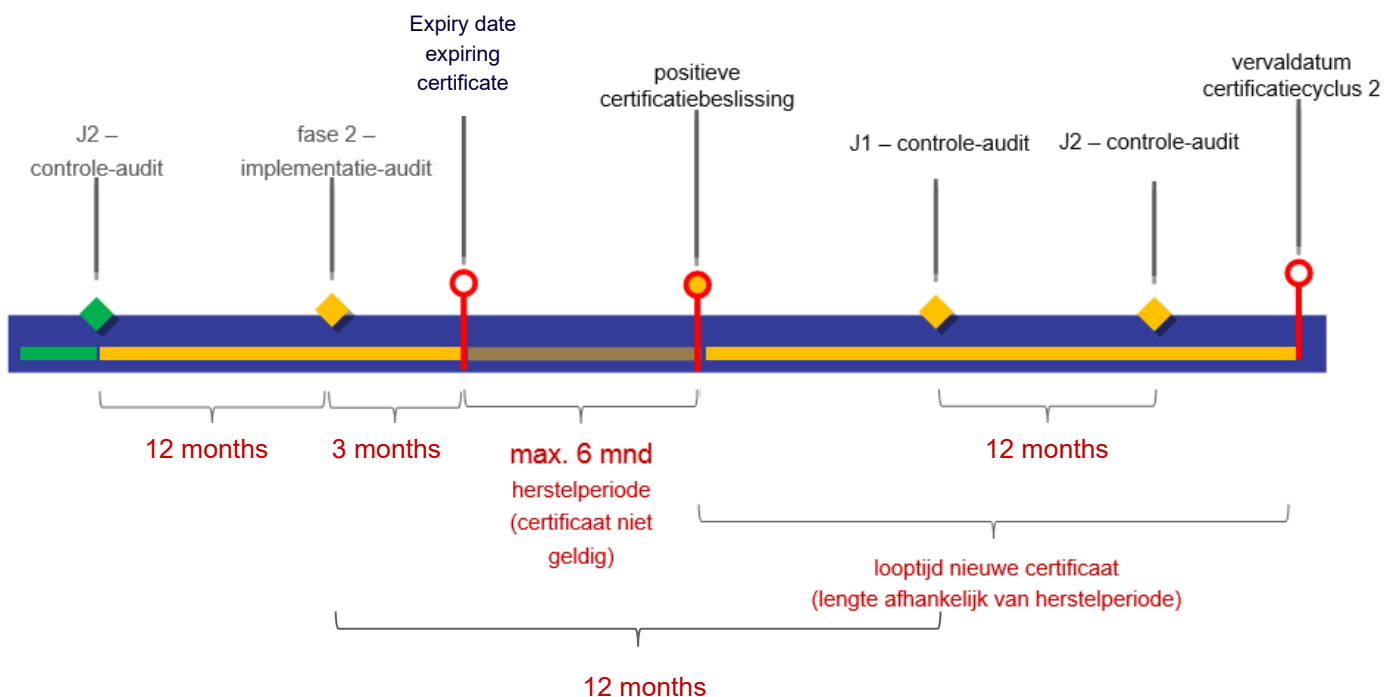 Expiry date
expiring
certificate
positieve
certificatiebeslissing
vervaldatum
certificatiecyclus 2
J2 –
controle-audit
fase 2 –
implementatie-audit
J1 – controle-audit
J2 – controle-audit
12 months
3 months
max. 6 mnd
herstelperiode
(certificaat niet
geldig)
12 months
looptijd nieuwe certificaat
(lengte afhankelijk van herstelperiode)
12 months